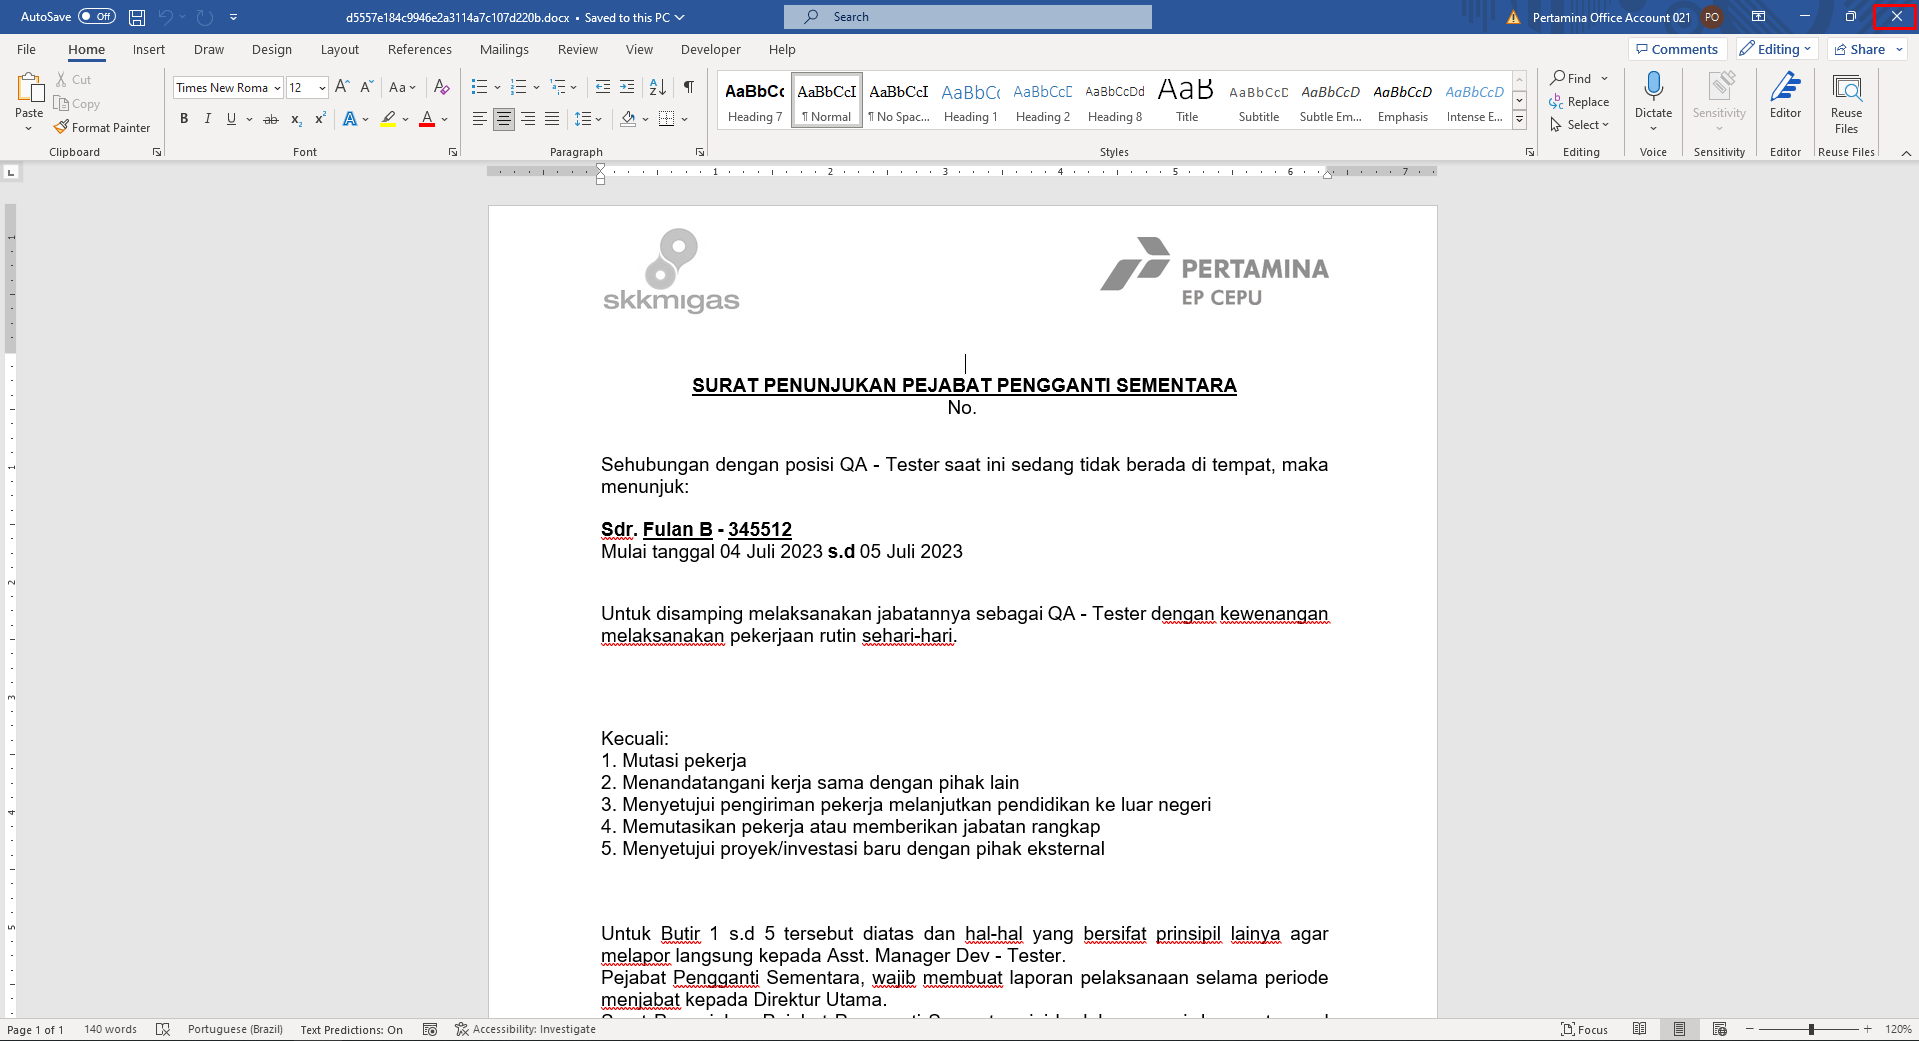 AutoSave Off d5557e184c9946e2a3114a7c107d220b.docx • Saved to this PC Search Pertamina Office Account 021 PO
File Home Insert Draw Design Layout References Mailings Review View Developer Help Comments Editing Share
Paste
Cut
Copy
Format Painter
Clipboard
Times New Roma 12
Font
Paragraph
AaBbCc AaBbCcI AaBbCcI AaBbCc AaBbCcD AaBbCcDd AaB AaBbCcD AaBbCcD AaBbCcD AaBbCcD
Heading 7 ¶ Normal ¶ No Spac... Heading 1 Heading 2 Heading 8 Title Subtitle Subtle Em... Emphasis Intense E...
Styles
Find
Replace
Select
Editing
Dictate
Voice
Sensitivity
Sensitivity
Editor
Editor
Reuse Files
Reuse Files
1 2 3 4 5 6 7
skkmigas
PERTAMINA
EP CEPU
SURAT PENUNJUKAN PEJABAT PENGGANTI SEMENTARA
No.
Sehubungan dengan posisi QA - Tester saat ini sedang tidak berada di tempat, maka
menunjuk:
Sdr. Fulan B - 345512
Mulai tanggal 04 Juli 2023 s.d 05 Juli 2023
Untuk disamping melaksanakan jabatannya sebagai QA - Tester dengan kewenangan
melaksanakan pekerjaan rutin sehari-hari.
Kecuali:
1. Mutasi pekerja
2. Menandatangani kerja sama dengan pihak lain
3. Menyetujui pengiriman pekerja melanjutkan pendidikan ke luar negeri
4. Memutasikan pekerja atau memberikan jabatan rangkap
5. Menyetujui proyek/investasi baru dengan pihak eksternal
Untuk Butir 1 s.d 5 tersebut diatas dan hal-hal yang bersifat prinsipil lainya agar
melapor langsung kepada Asst. Manager Dev - Tester.
Pejabat Pengganti Sementara, wajib membuat laporan pelaksanaan selama periode
menjabat kepada Direktur Utama.
Page 1 of 1 140 words Portuguese (Brazil) Text Predictions: On Accessibility: Investigate Focus 120%